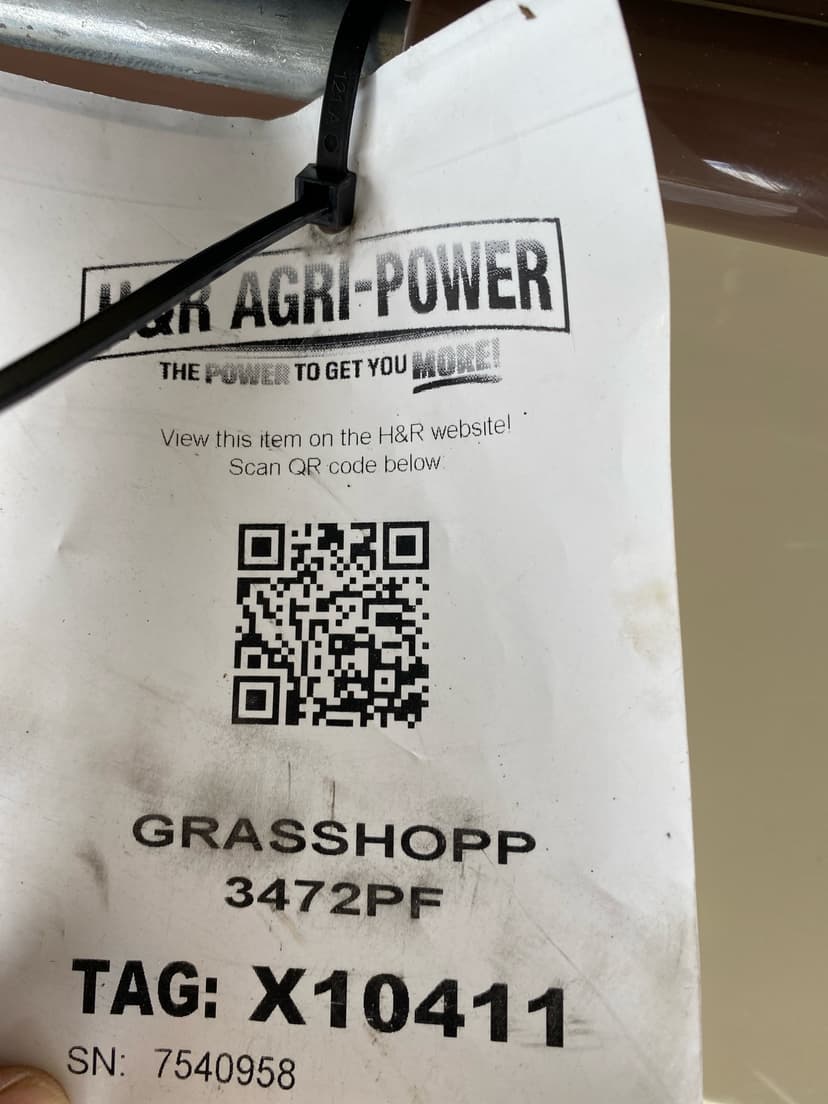 H&R AGRI-POWER
THE POWER TO GET YOU MORE!
View this item on the H&R website!
Scan QR code below
GRASSHOPP
3472PF
TAG: X10411
SN: 7540958